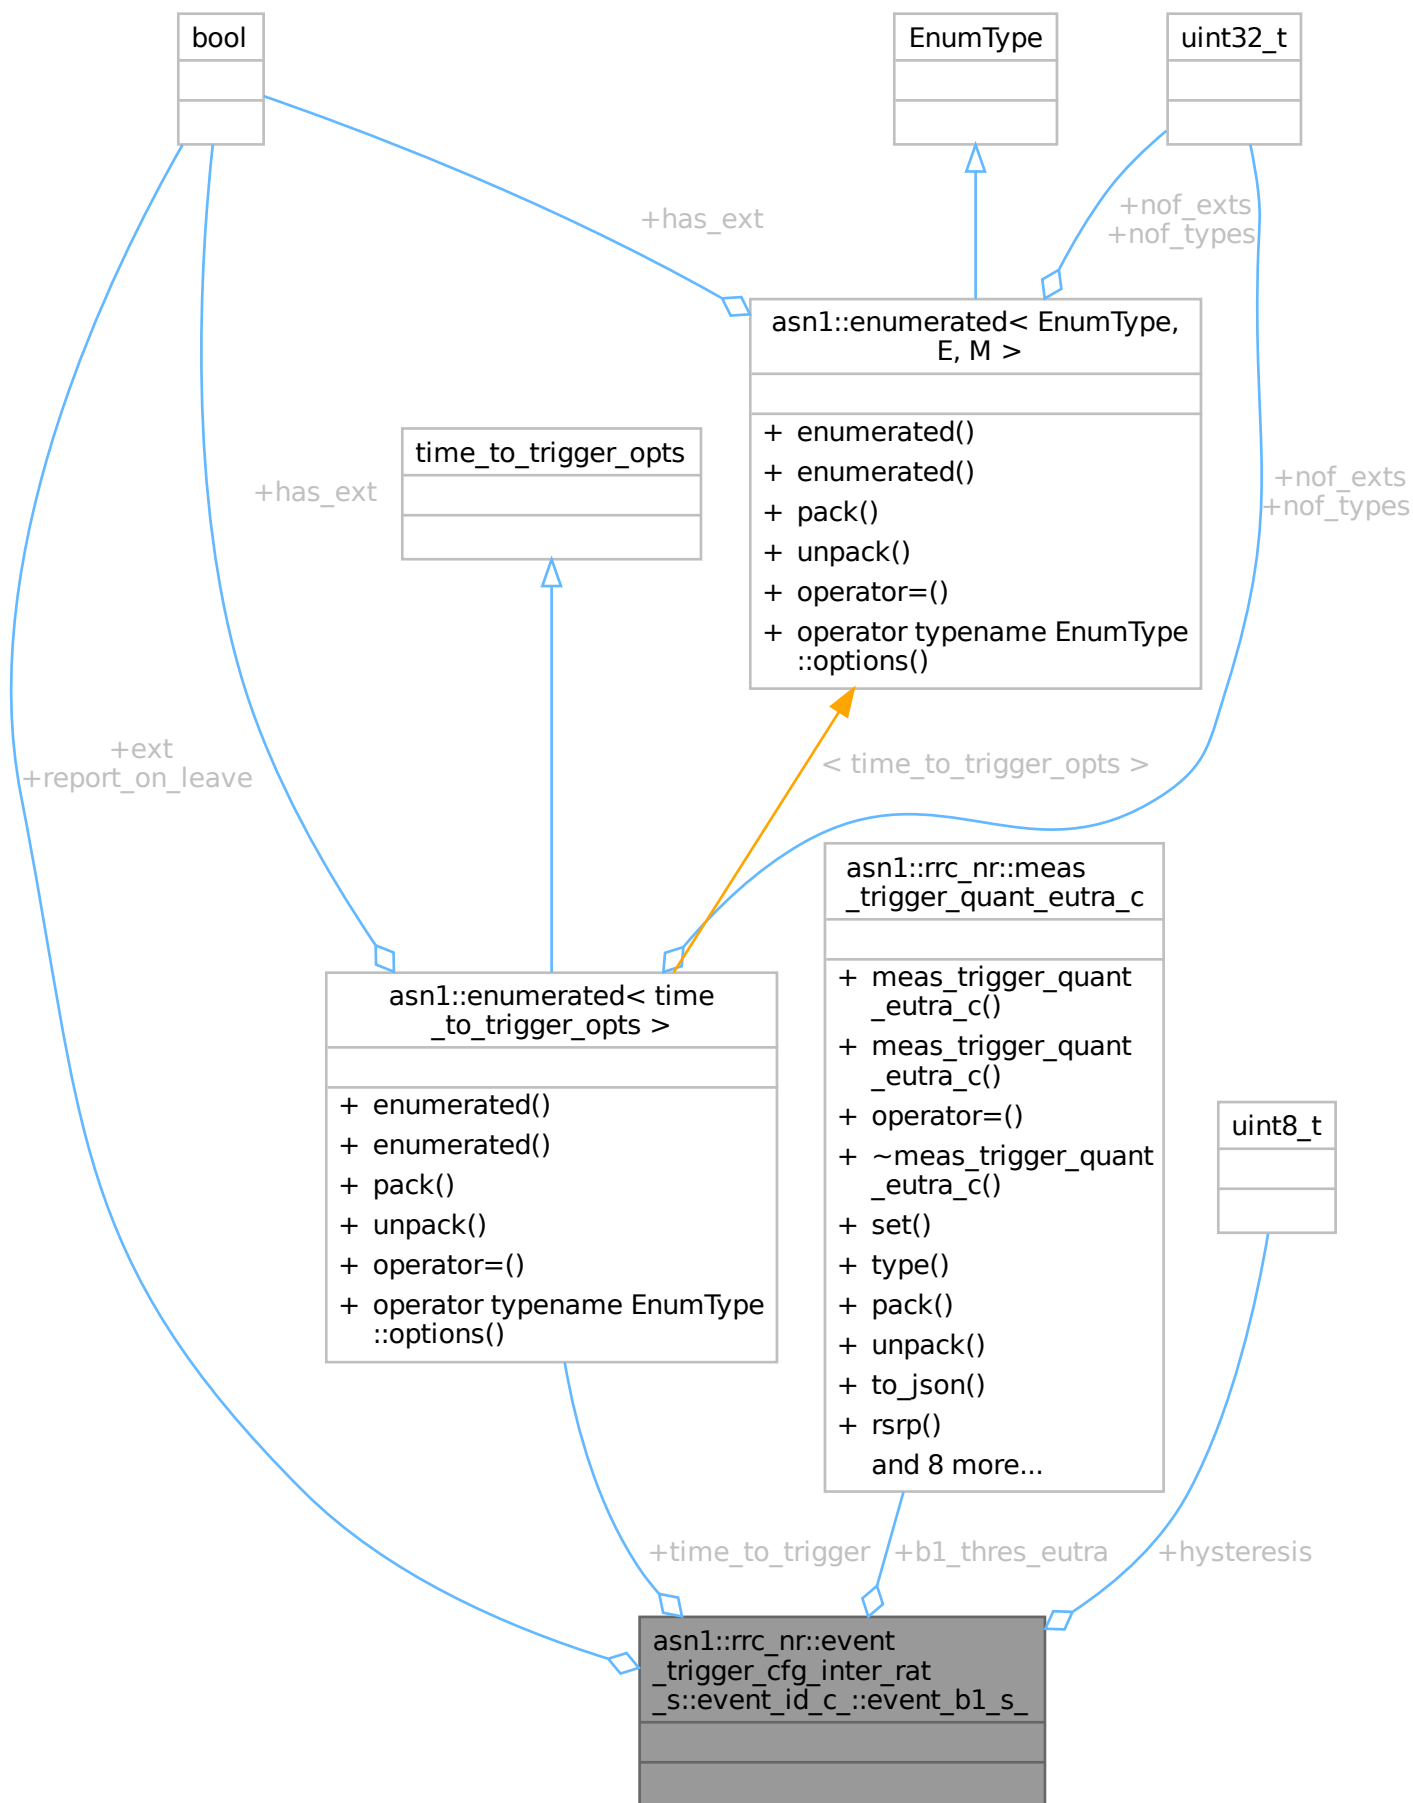 bool
EnumType
uint32_t
+has_ext
+nof_exts
+nof_types
asn1::enumerated< EnumType,
E, M >
+ enumerated()
+ enumerated()
+ pack()
+ unpack()
+ operator=()
+ operator typename EnumType
::options()
time_to_trigger_opts
+has_ext
+nof_exts
+nof_types
+ext
+report_on_leave
< time_to_trigger_opts >
asn1::rrc_nr::meas
_trigger_quant_eutra_c
+ meas_trigger_quant
_eutra_c()
+ meas_trigger_quant
_eutra_c()
+ operator=()
+ ~meas_trigger_quant
_eutra_c()
+ set()
+ type()
+ pack()
+ unpack()
+ to_json()
+ rsrp()
and 8 more...
asn1::enumerated< time
_to_trigger_opts >
+ enumerated()
+ enumerated()
+ pack()
+ unpack()
+ operator=()
+ operator typename EnumType
::options()
uint8_t
+time_to_trigger
+b1_thres_eutra
+hysteresis
asn1::rrc_nr::event
_trigger_cfg_inter_rat
_s::event_id_c_::event_b1_s_